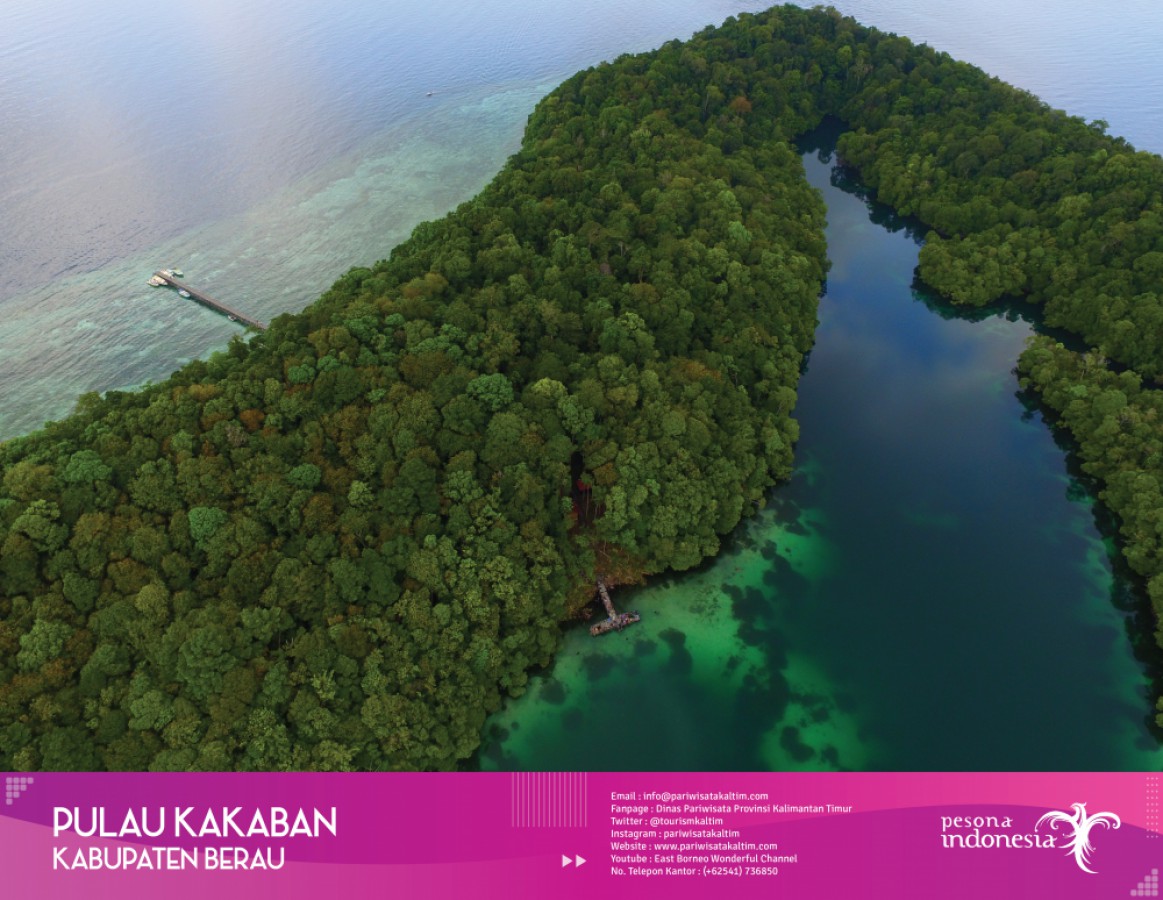 PULAU KAKABAN
KABUPATEN BERAU
Email : info@pariwisatakaltim.com
Fanpage : Dinas Pariwisata Provinsi Kalimantan Timur
Twitter : @tourismkaltim
Instagram : pariwisatakaltim
Website : www.pariwisatakaltim.com
Youtube : East Borneo Wonderful Channel
No. Telepon Kantor : (+62541) 736850
pesona
indonesia